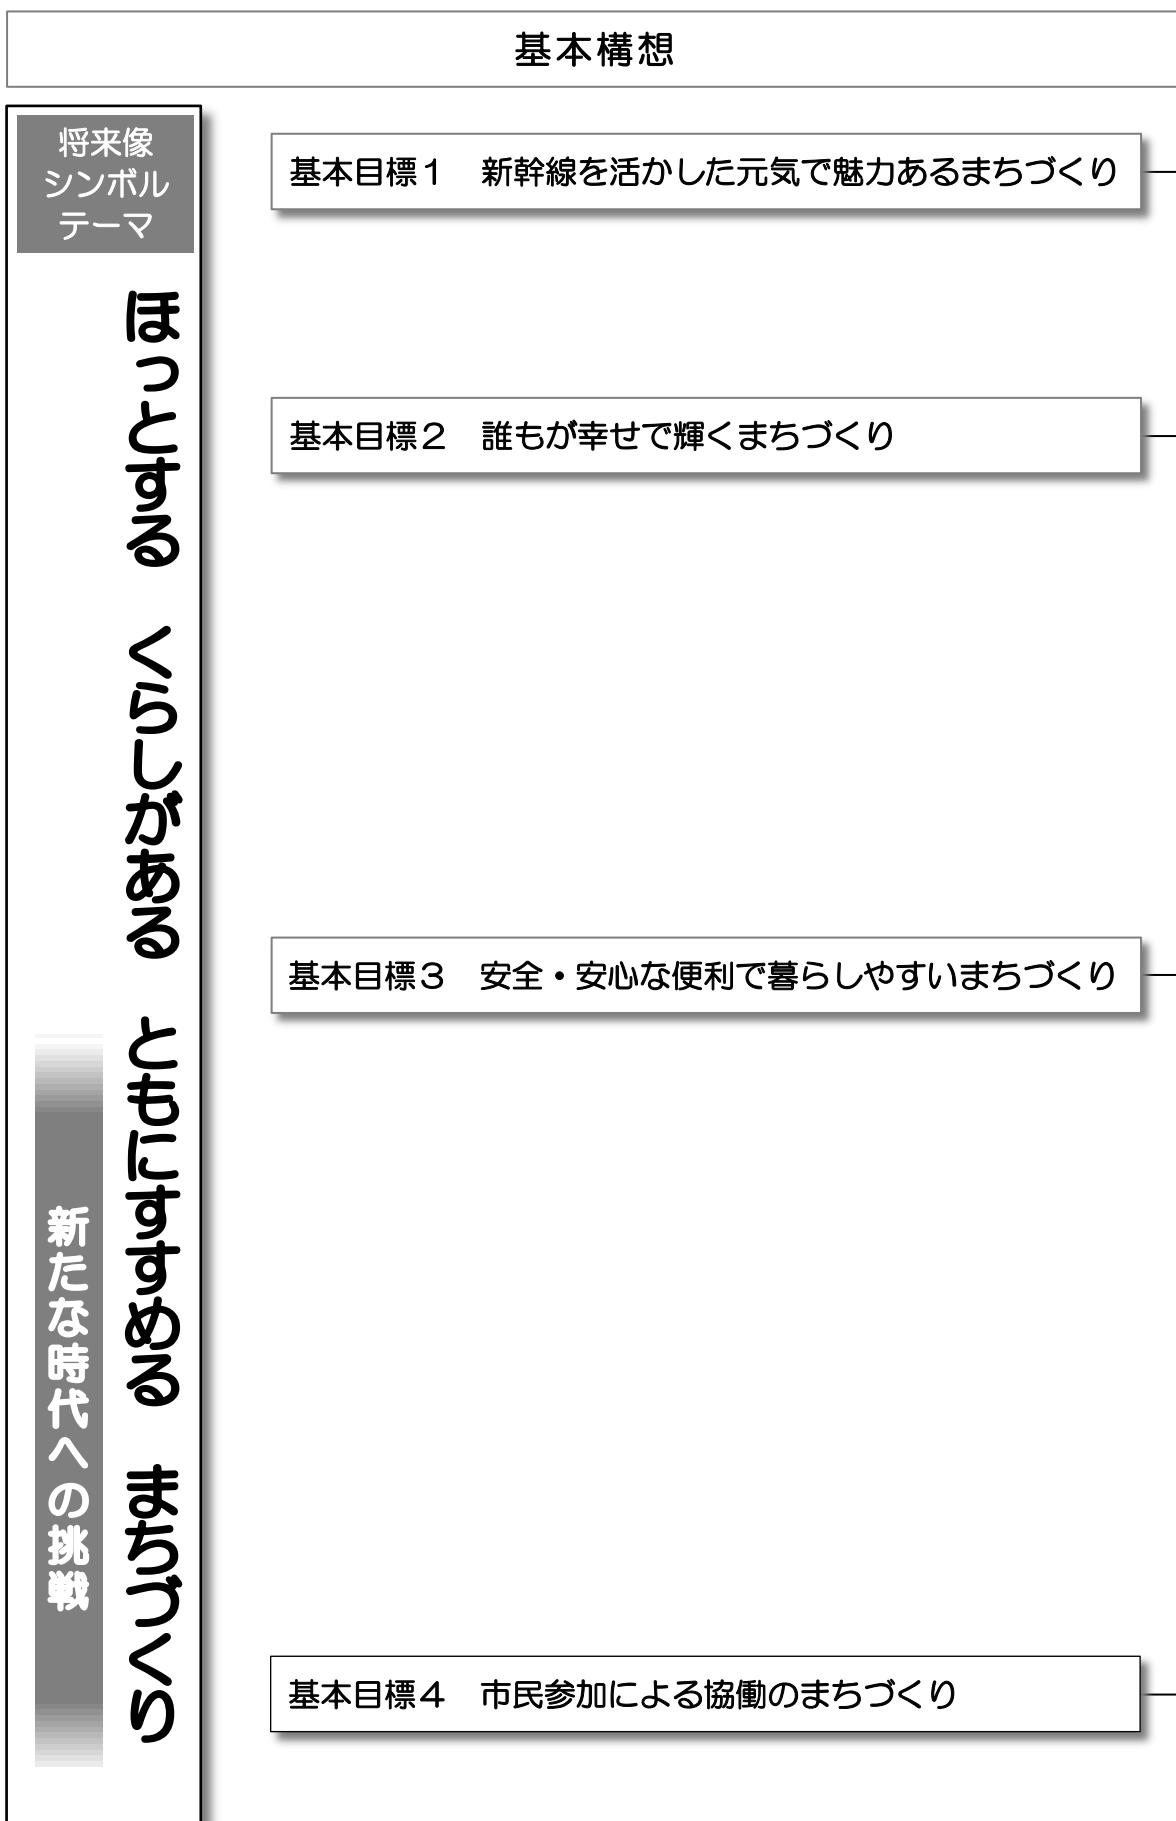 基本構想
将来像
シンボル
テーマ
ほっとする　くらしがある　ともにすすめる　まちづくり
新たな時代への挑戦
基本目標１　新幹線を活かした元気で魅力あるまちづくり
基本目標２　誰もが幸せで輝くまちづくり
基本目標３　安全・安心な便利で暮らしやすいまちづくり
基本目標４　市民参加による協働のまちづくり